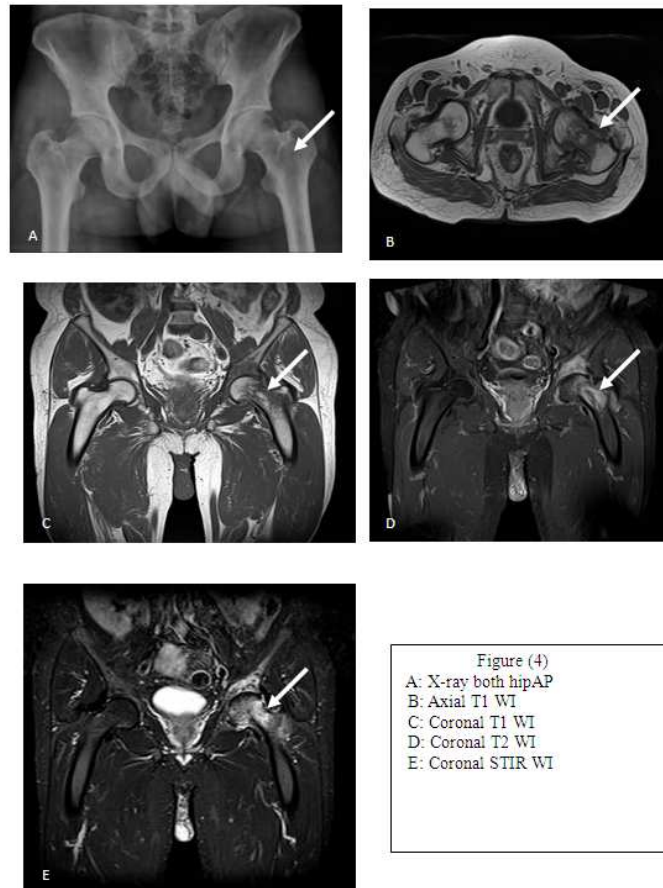 A
B
C
D
E
Figure (4)
A: X-ray both hipAP
B: Axial T1 WI
C: Coronal T1 WI
D: Coronal T2 WI
E: Coronal STIR WI